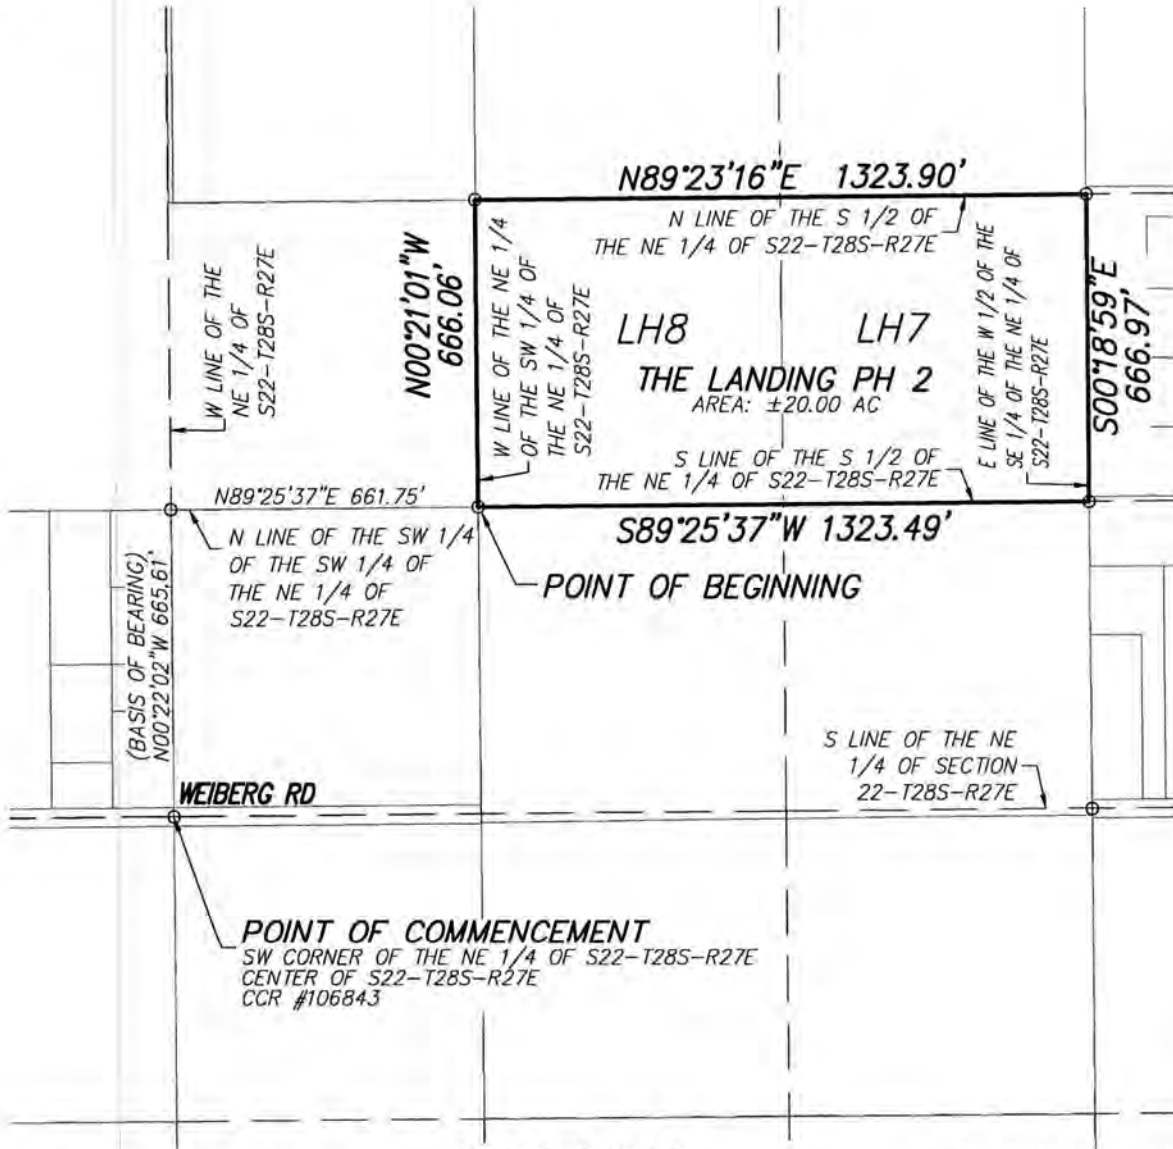 N89°23'16"E 1323.90'
N LINE OF THE S 1/2 OF
THE NE 1/4 OF S22-T28S-R27E
W LINE OF THE
NE 1/4 OF
S22-T28S-R27E
N00°21'01"W
666.06'
W LINE OF THE NE 1/4
OF THE SW 1/4 OF
THE NE 1/4 OF
S22-T28S-R27E
LH8
LH7
THE LANDING PH 2
AREA: ±20.00 AC
E LINE OF THE W 1/2 OF THE
SE 1/4 OF THE NE 1/4 OF
S22-T28S-R27E
S00°18'59"E
666.97'
S LINE OF THE S 1/2 OF
THE NE 1/4 OF S22-T28S-R27E
N89°25'37"E 661.75'
S89°25'37"W 1323.49'
N LINE OF THE SW 1/4
OF THE SW 1/4 OF
THE NE 1/4 OF
S22-T28S-R27E
POINT OF BEGINNING
(BASIS OF BEARING)
N00°22'02"W 665.61'
S LINE OF THE NE
1/4 OF SECTION
22-T28S-R27E
WEIBERG RD
POINT OF COMMENCEMENT
SW CORNER OF THE NE 1/4 OF S22-T28S-R27E
CENTER OF S22-T28S-R27E
CCR #106843